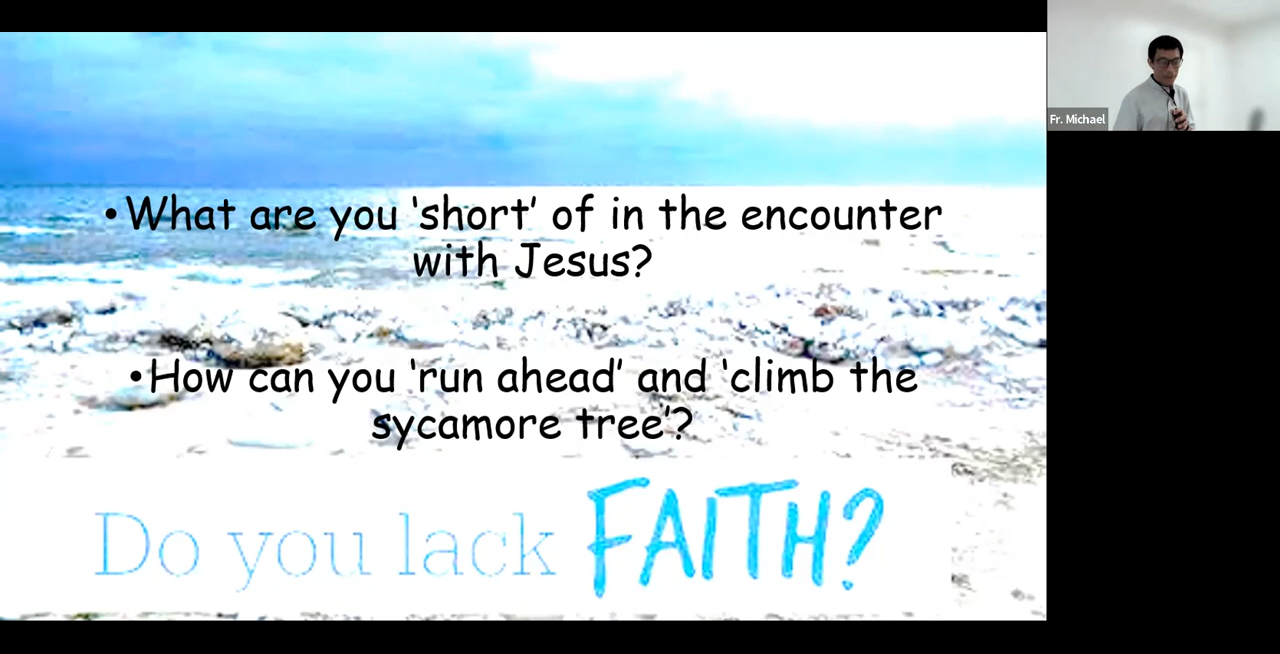 • What are you ‘short’ of in the encounter
with Jesus?
• How can you ‘run ahead’ and ‘climb the
sycamore tree’?
Do you lack FAITH?
Fr. Michael